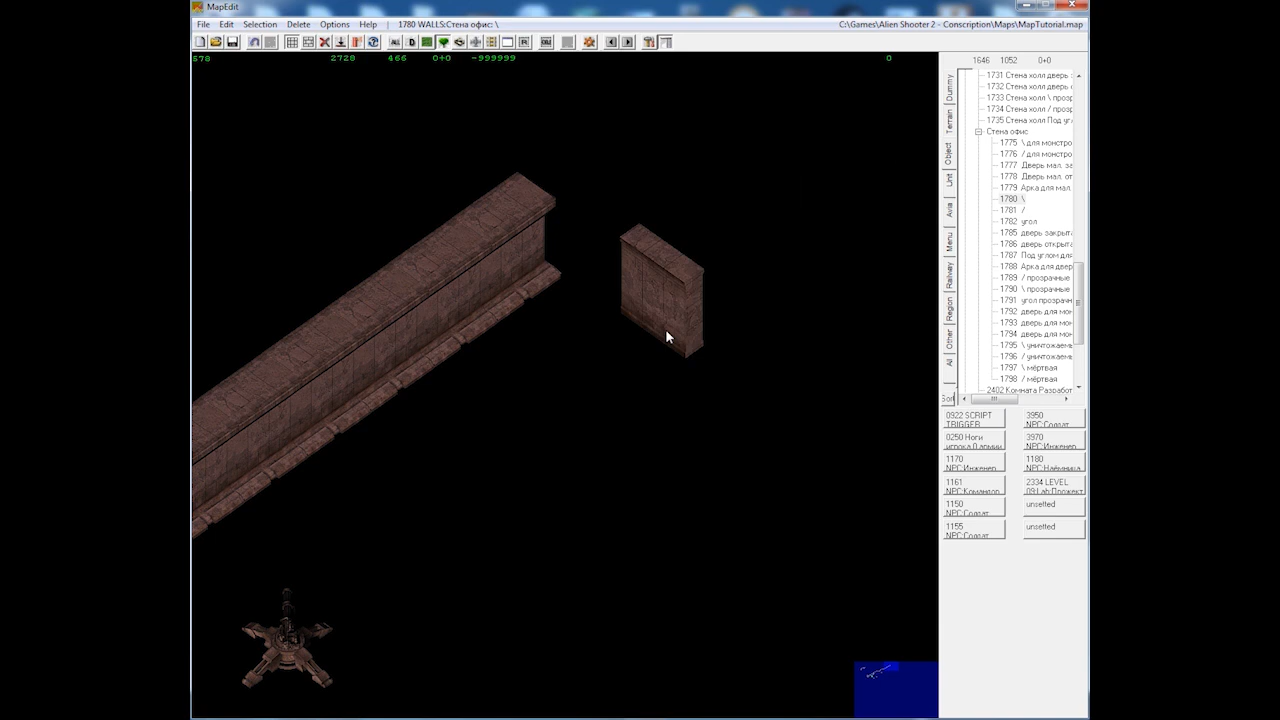 MapEdit
File Edit Selection Delete Options Help 1780 WALLS:Стена офис: \ C:\Games\Alien Shooter 2 - Conscription\Maps\MapTutorial.map
578 2728 466 0+0 -999999 0
1646 1052 0+0
Dummy
Terrain
Object
Unit
Avia
Menu
Railway
Region
Other
All
Sort
1731 Стена холл дверь
1732 Стена холл дверь
1733 Стена холл \ проз
1734 Стена холл / проз
1735 Стена холл Под уг
Стена офис
1775 \ для монстро
1776 / для монстро
1777 Дверь мал. за
1778 Дверь мал. от
1779 Арка для мал.
1780 \
1781 /
1782 угол
1785 дверь закрыт
1786 дверь открыта
1787 Под углом для
1788 Арка для двер
1789 / прозрачные
1790 \ прозрачные
1791 угол прозрачн
1792 дверь для мон
1793 дверь для мон
1794 дверь для мон
1795 \ уничтожаемы
1796 / уничтожаемы
1797 \ мёртвая
1798 / мёртвая
2402 Комната Разработ
0922 SCRIPT
TRIGGER
3950
NPC:Солдат
0250 Ноги
игрока 0 армии
3970
NPC:Инженер
1170
NPC:Инженер
1180
NPC:Наёмница
1161
NPC:Командор
2334 LEVEL
09:Lab:Прожект
1150
NPC:Солдат
unsetted
1155
NPC:Солдат
unsetted